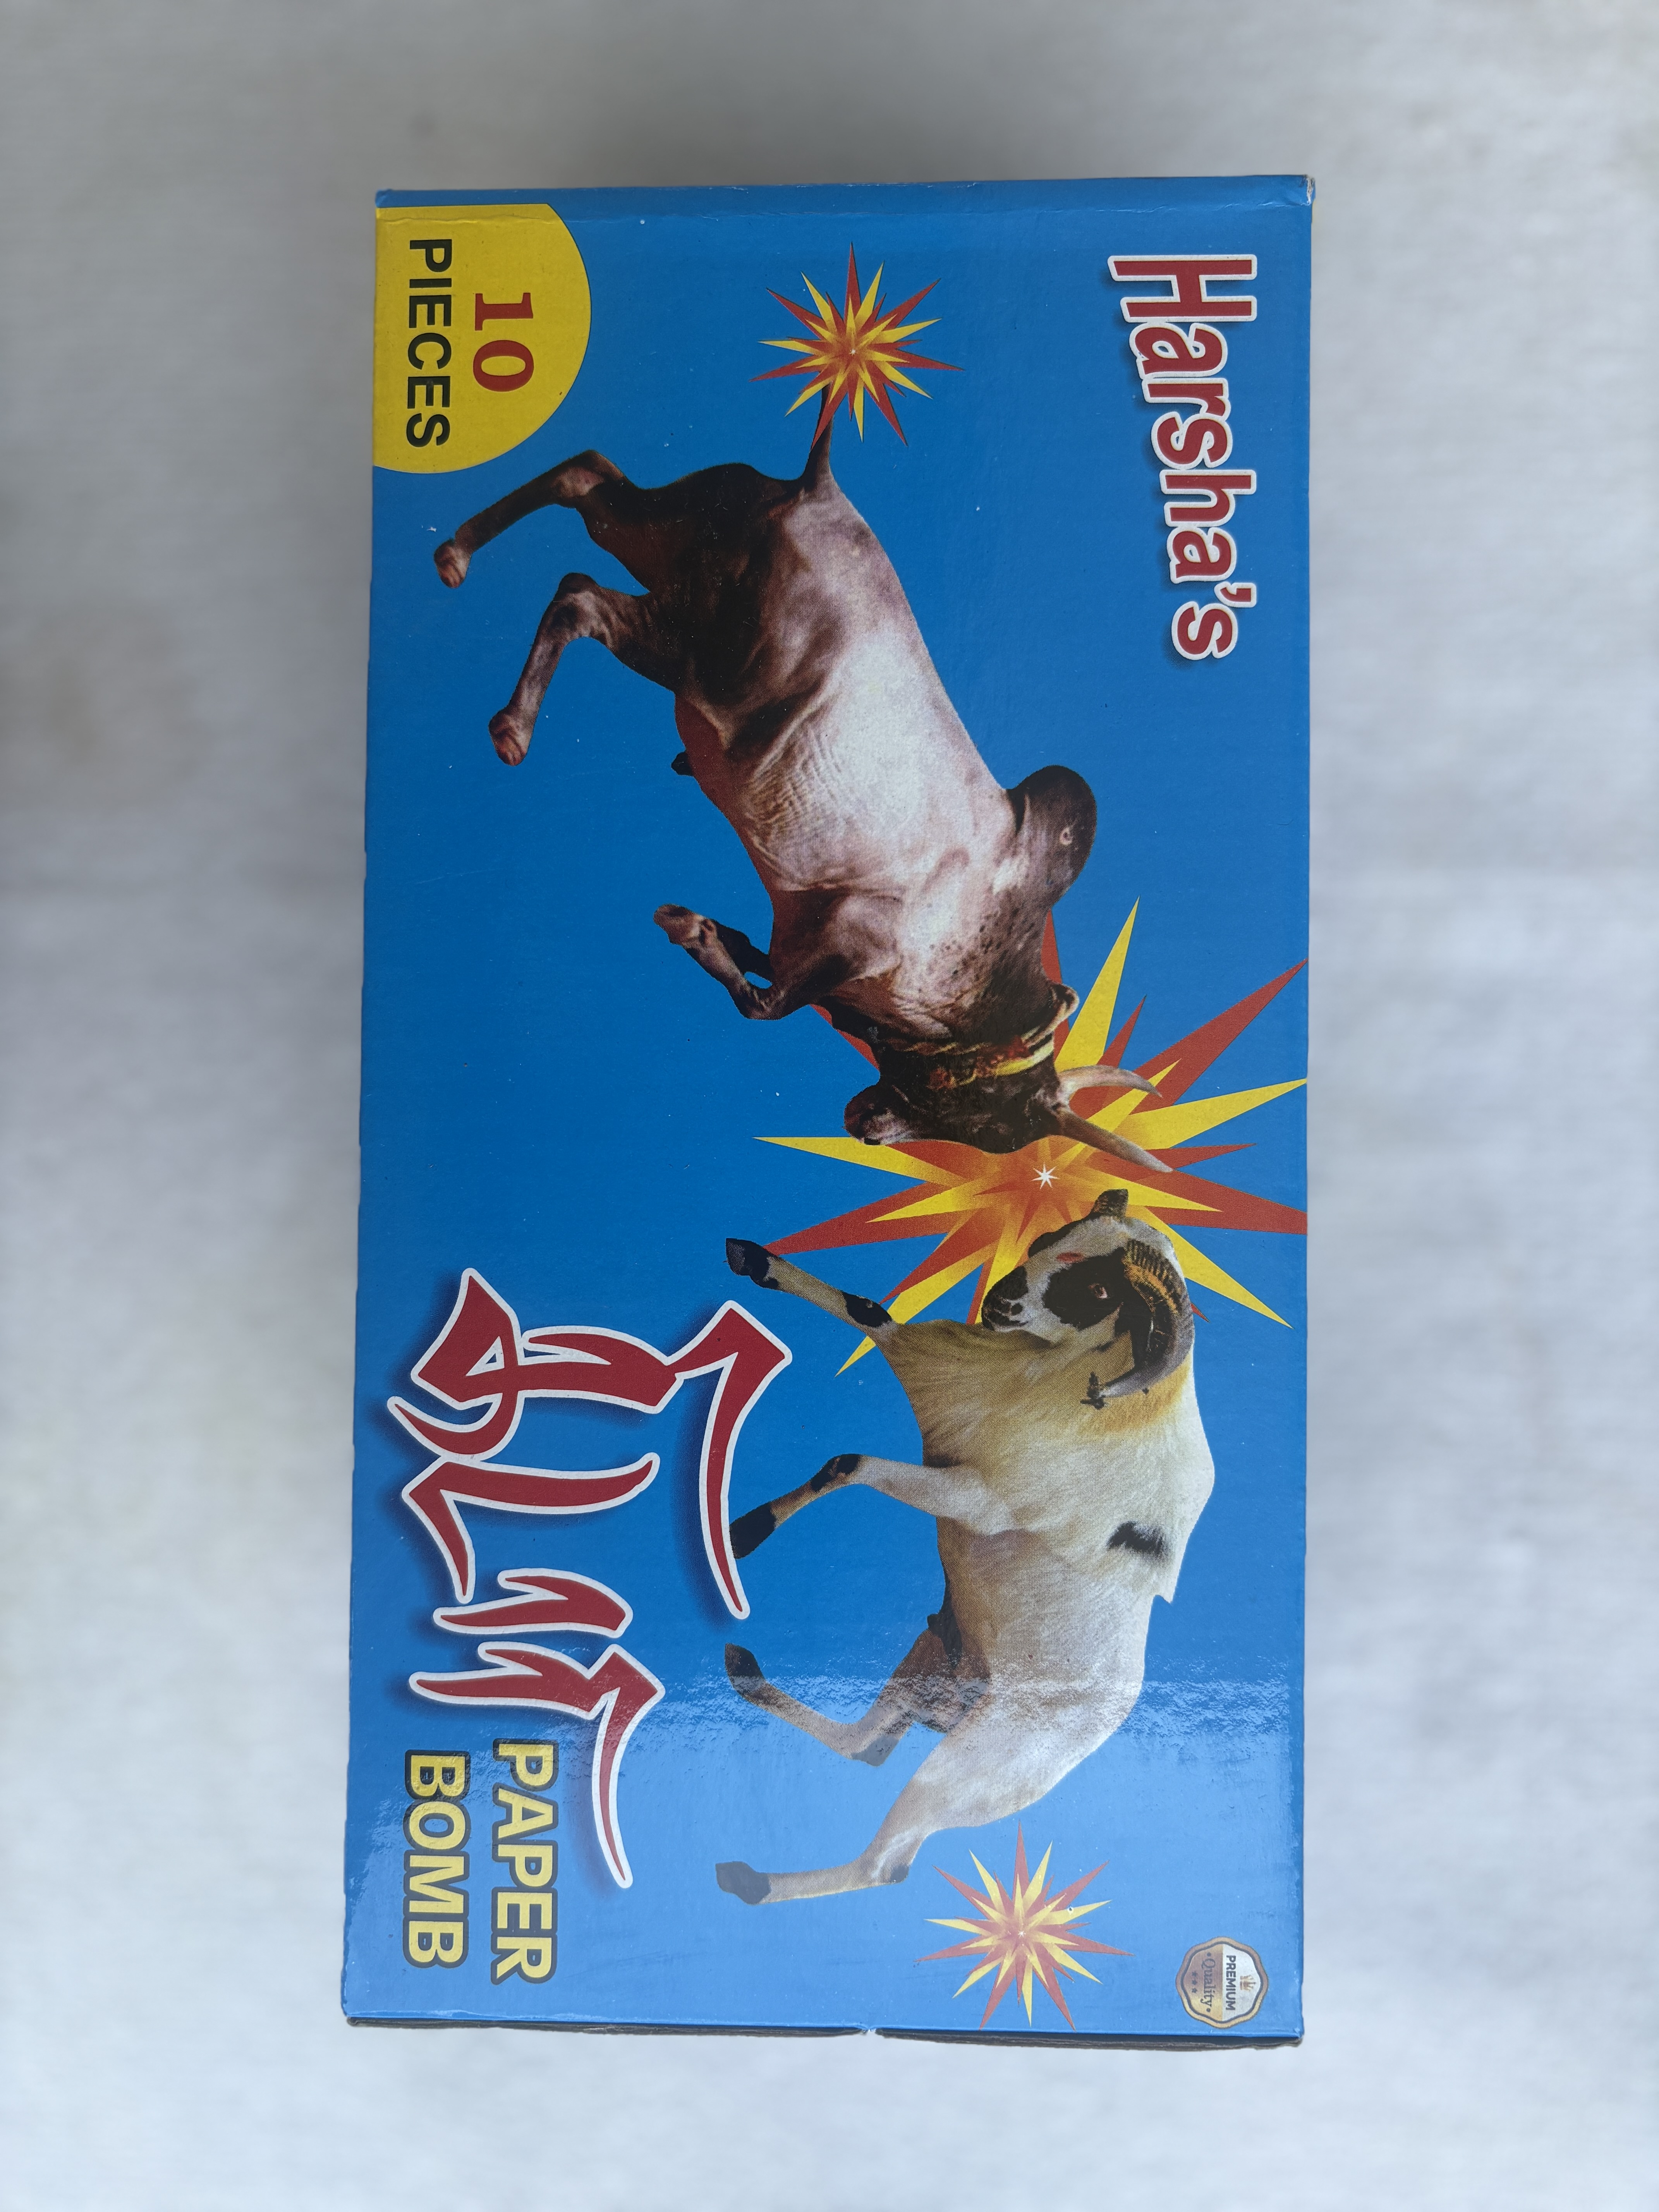 Harsha's
10
PIECES
PAPER
BOMB
PREMIUM
Quality